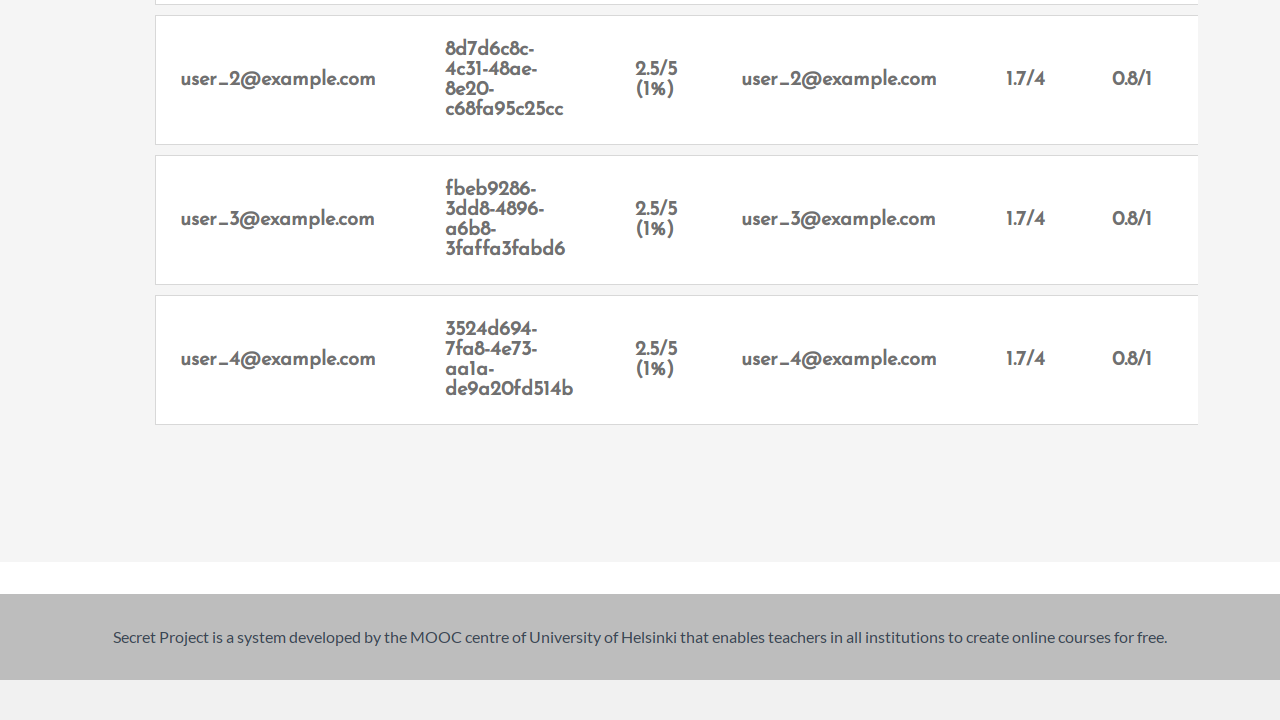 user_2@example.com
8d7d6c8c-
4c31-48ae-
8e20-
c68fa95c25cc
2.5/5
(1%)
user_2@example.com
1.7/4
0.8/1
user_3@example.com
fbeb9286-
3dd8-4896-
a6b8-
3faffa3fabd6
2.5/5
(1%)
user_3@example.com
1.7/4
0.8/1
user_4@example.com
3524d694-
7fa8-4e73-
aa1a-
de9a20fd514b
2.5/5
(1%)
user_4@example.com
1.7/4
0.8/1
Secret Project is a system developed by the MOOC centre of University of Helsinki that enables teachers in all institutions to create online courses for free.